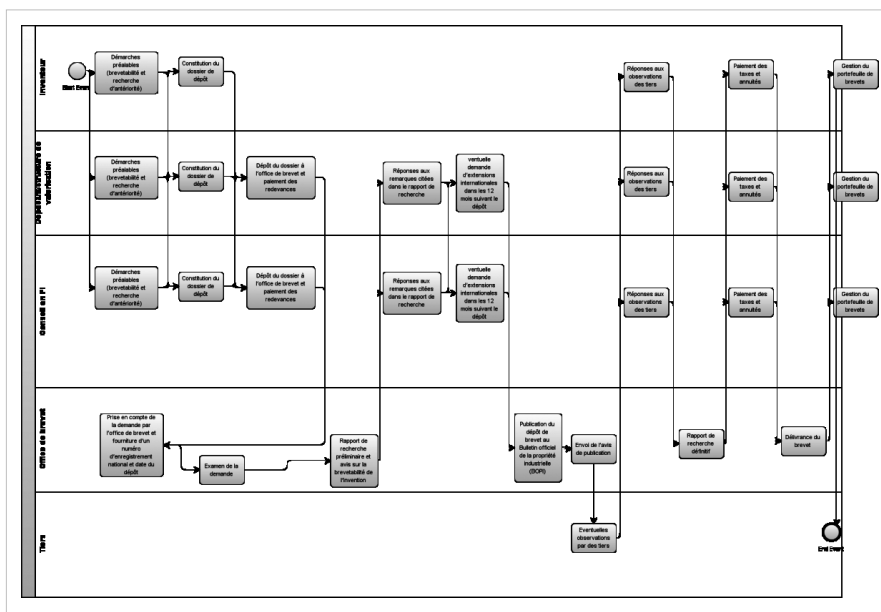 Inventeur
Start Event
Démarches
préalables
(brevetabilité et
recherche
d'antériorité)
Constitution du
dossier de
dépôt
Réponses aux
observations
des tiers
Paiement des
taxes et
annuités
Gestion du
portefeuille de
brevets
valorisation
Démarches
préalables
(brevetabilité et
recherche
d'antériorité)
Constitution du
dossier de
dépôt
Dépôt du dossier à
l'office de brevet et
paiement des
redevances
Réponses aux
remarques citées
dans le rapport de
recherche
ventuelle
demande
d'extensions
internationales
dans les 12
mois suivant le
dépôt
Réponses aux
observations
des tiers
Paiement des
taxes et
annuités
Gestion du
portefeuille de
brevets
Conseil en PI
Démarches
préalables
(brevetabilité et
recherche
d'antériorité)
Constitution du
dossier de
dépôt
Dépôt du dossier à
l'office de brevet et
paiement des
redevances
Réponses aux
remarques citées
dans le rapport de
recherche
ventuelle
demande
d'extensions
internationales
dans les 12
mois suivant le
dépôt
Réponses aux
observations
des tiers
Paiement des
taxes et
annuités
Gestion du
portefeuille de
brevets
Office de brevet
Prise en compte de
la demande par
l'office de brevet et
fourniture d'un
numéro
d'enregistrement
national et date du
dépôt
Examen de la
demande
Rapport de
recherche
préliminaire et
avis sur la
brevetabilité de
l'invention
Publication du
dépôt de
brevet au
Bulletin officiel
de la propriété
industrielle
(BOPI)
Envoi de l'avis
de publication
Rapport de
recherche
définitif
Délivrance du
brevet
Tiers
Eventuelles
observations
par des tiers
End Event